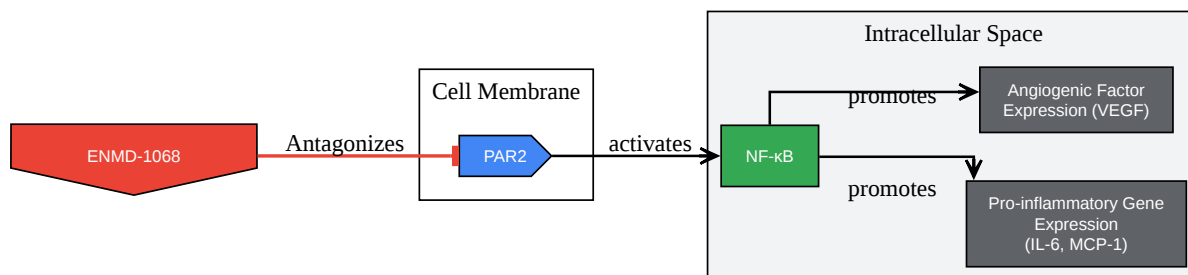 Intracellular Space
Cell Membrane
ENMD-1068
Antagonizes
PAR2
activates
NF-κB
promotes
Angiogenic Factor
Expression (VEGF)
promotes
Pro-inflammatory Gene
Expression
(IL-6, MCP-1)